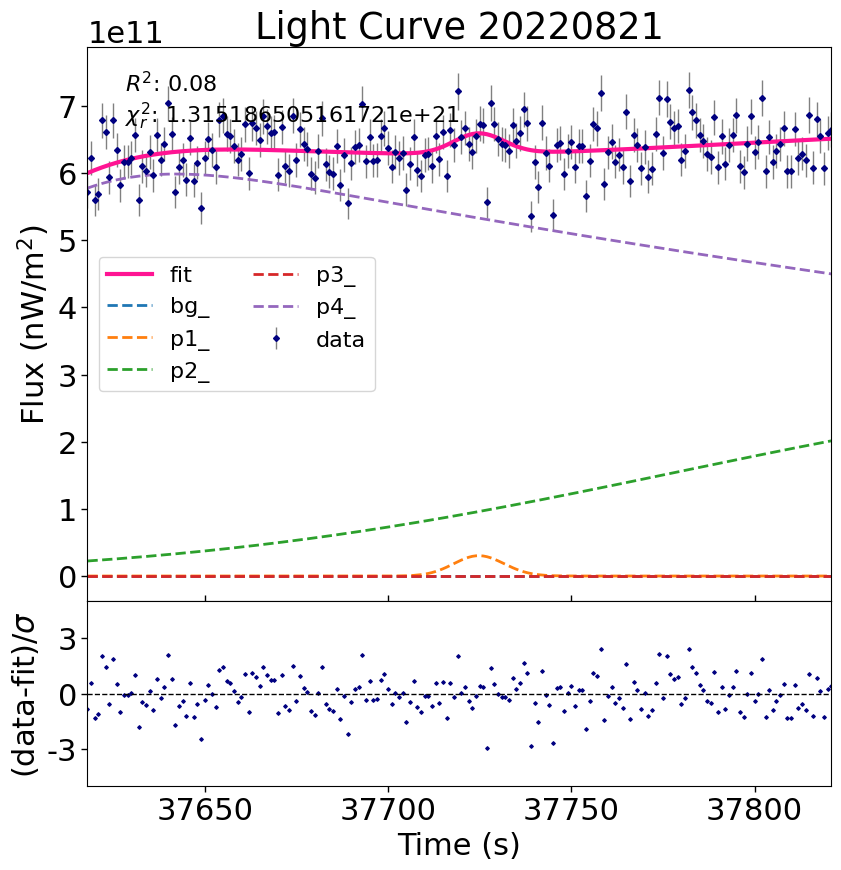 Light Curve 20220821
1e11
R²: 0.08
χ²ᵣ: 1.3151865051617 21e+21
7
6
5
4
3
2
1
0
Flux (nW/m²)
fit
bg_
p1_
p2_
p3_
p4_
data
3
0
-3
(data-fit)/σ
37650
37700
37750
37800
Time (s)